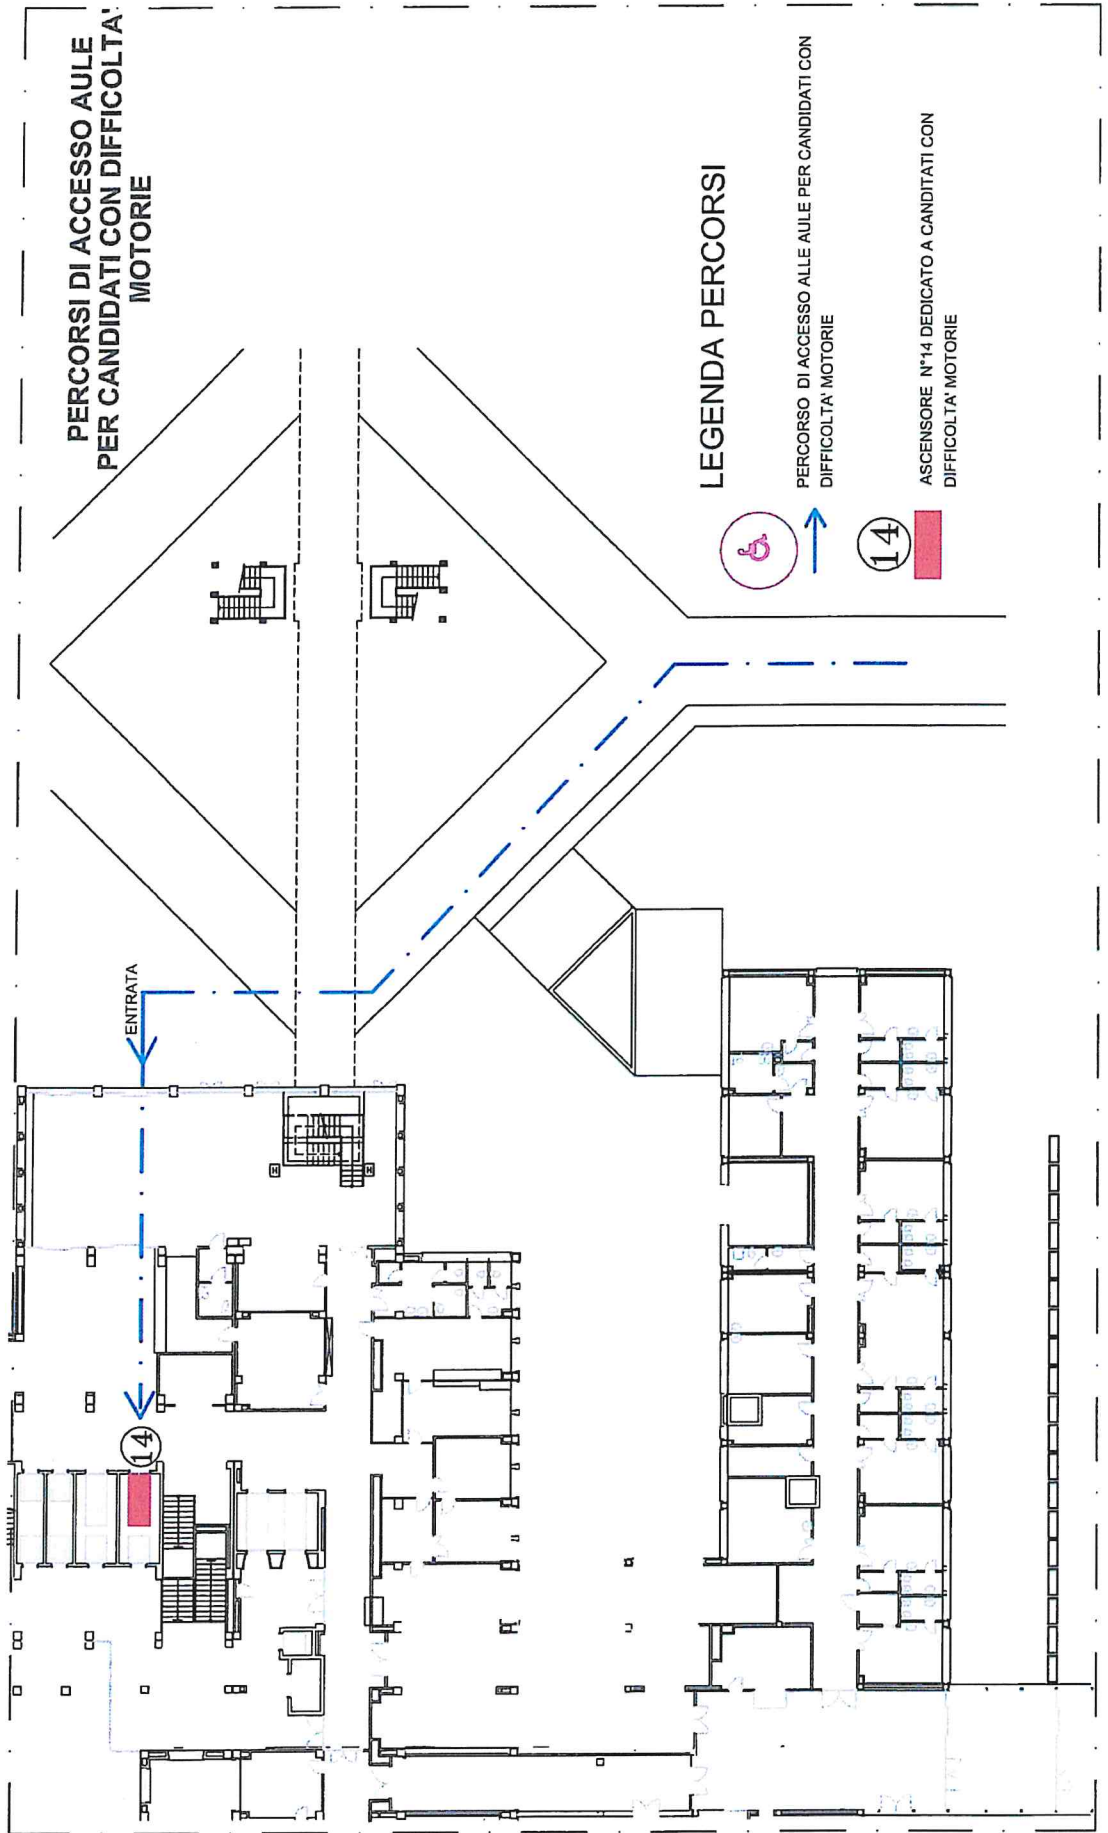 PERCORSI DI ACCESSO AULE
PER CANDIDATI CON DIFFICOLTA'
MOTORIE
ENTRATA
14
LEGENDA PERCORSI
PERCORSO DI ACCESSO ALLE AULE PER CANDIDATI CON
DIFFICOLTA' MOTORIE
14
ASCENSORE N°14 DEDICATO A CANDITATI CON
DIFFICOLTA' MOTORIE
H
H